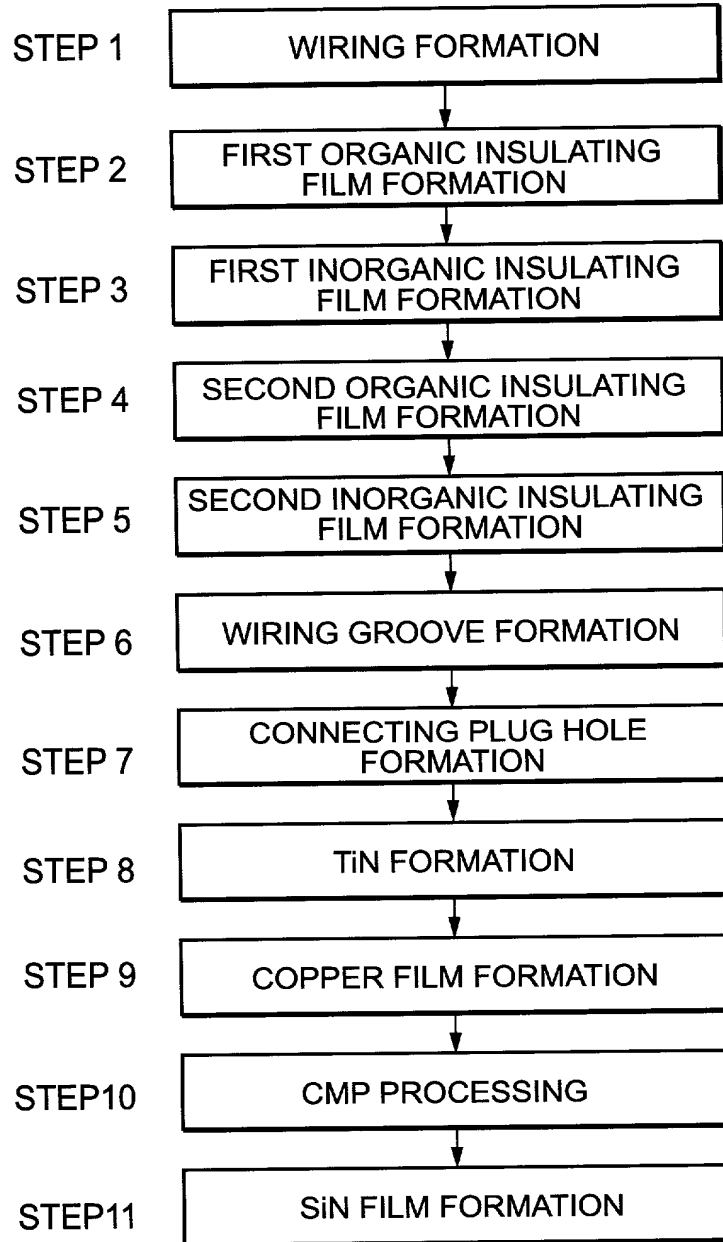 STEP 1
WIRING FORMATION
STEP 2
FIRST ORGANIC INSULATING
FILM FORMATION
STEP 3
FIRST INORGANIC INSULATING
FILM FORMATION
STEP 4
SECOND ORGANIC INSULATING
FILM FORMATION
STEP 5
SECOND INORGANIC INSULATING
FILM FORMATION
STEP 6
WIRING GROOVE FORMATION
STEP 7
CONNECTING PLUG HOLE
FORMATION
STEP 8
TiN FORMATION
STEP 9
COPPER FILM FORMATION
STEP10
CMP PROCESSING
STEP11
SiN FILM FORMATION